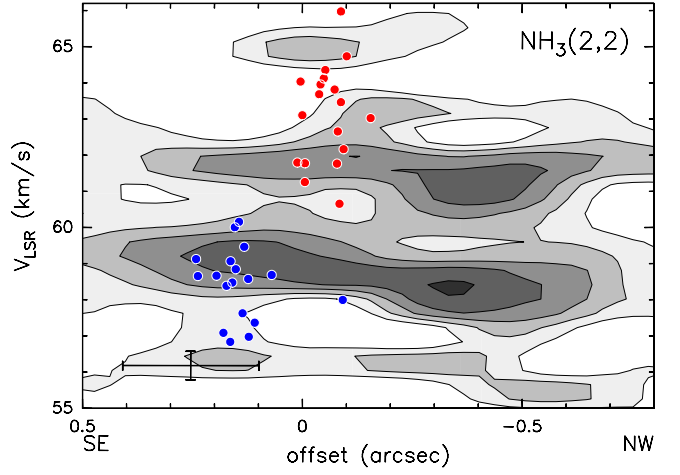 65
NH3(2,2)
VLSR (km/s)
60
55
0.5 0 −0.5
SE offset (arcsec) NW